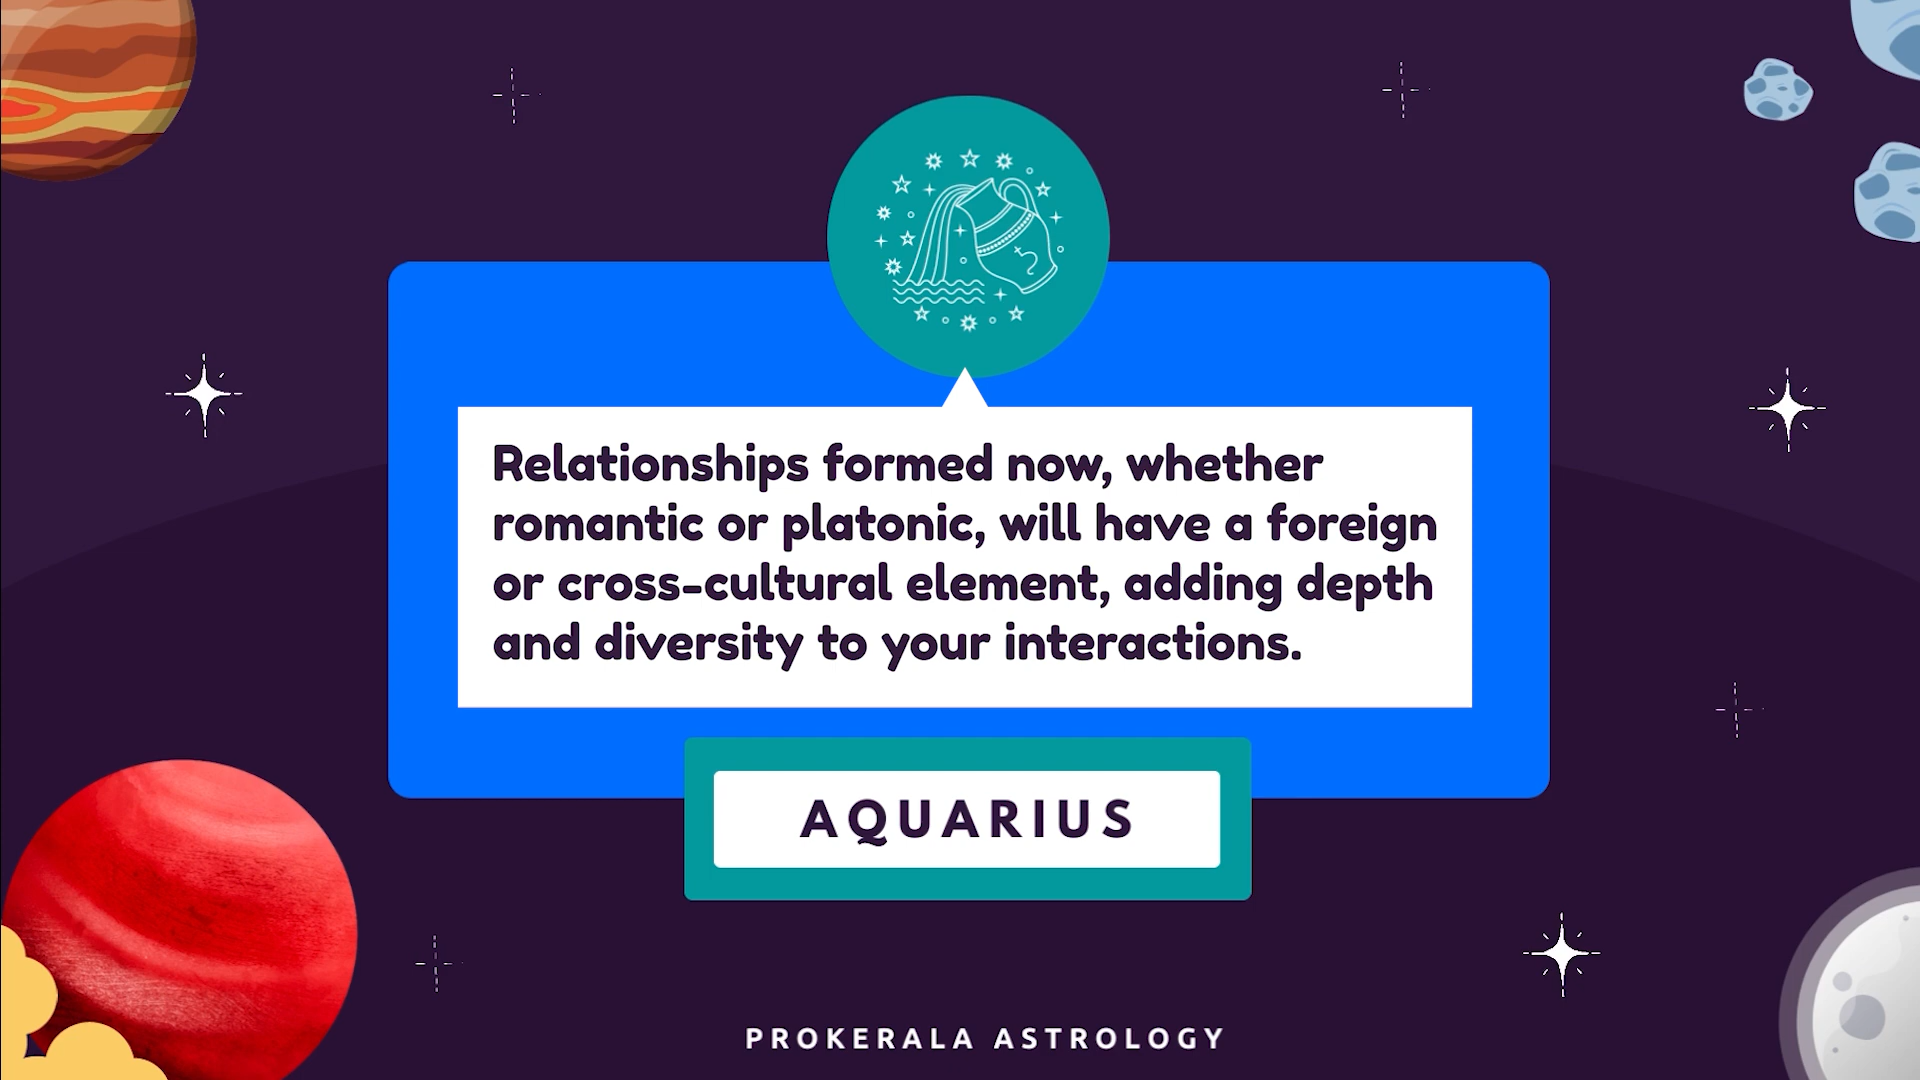 Relationships formed now, whether
romantic or platonic, will have a foreign
or cross-cultural element, adding depth
and diversity to your interactions.
AQUARIUS
PROKERALA ASTROLOGY